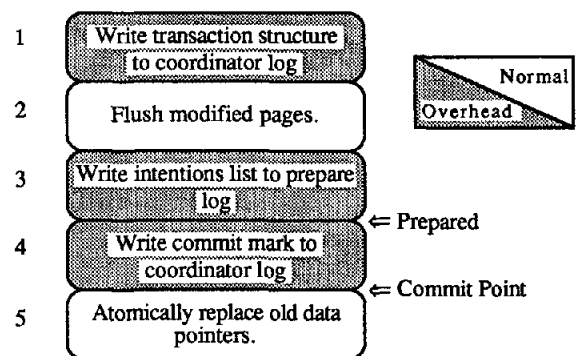 1
Write transaction structure
to coordinator log
2
Flush modified pages.
3
Write intentions list to prepare
log
⇐ Prepared
4
Write commit mark to
coordinator log
⇐ Commit Point
5
Atomically replace old data
pointers.
Normal
Overhead